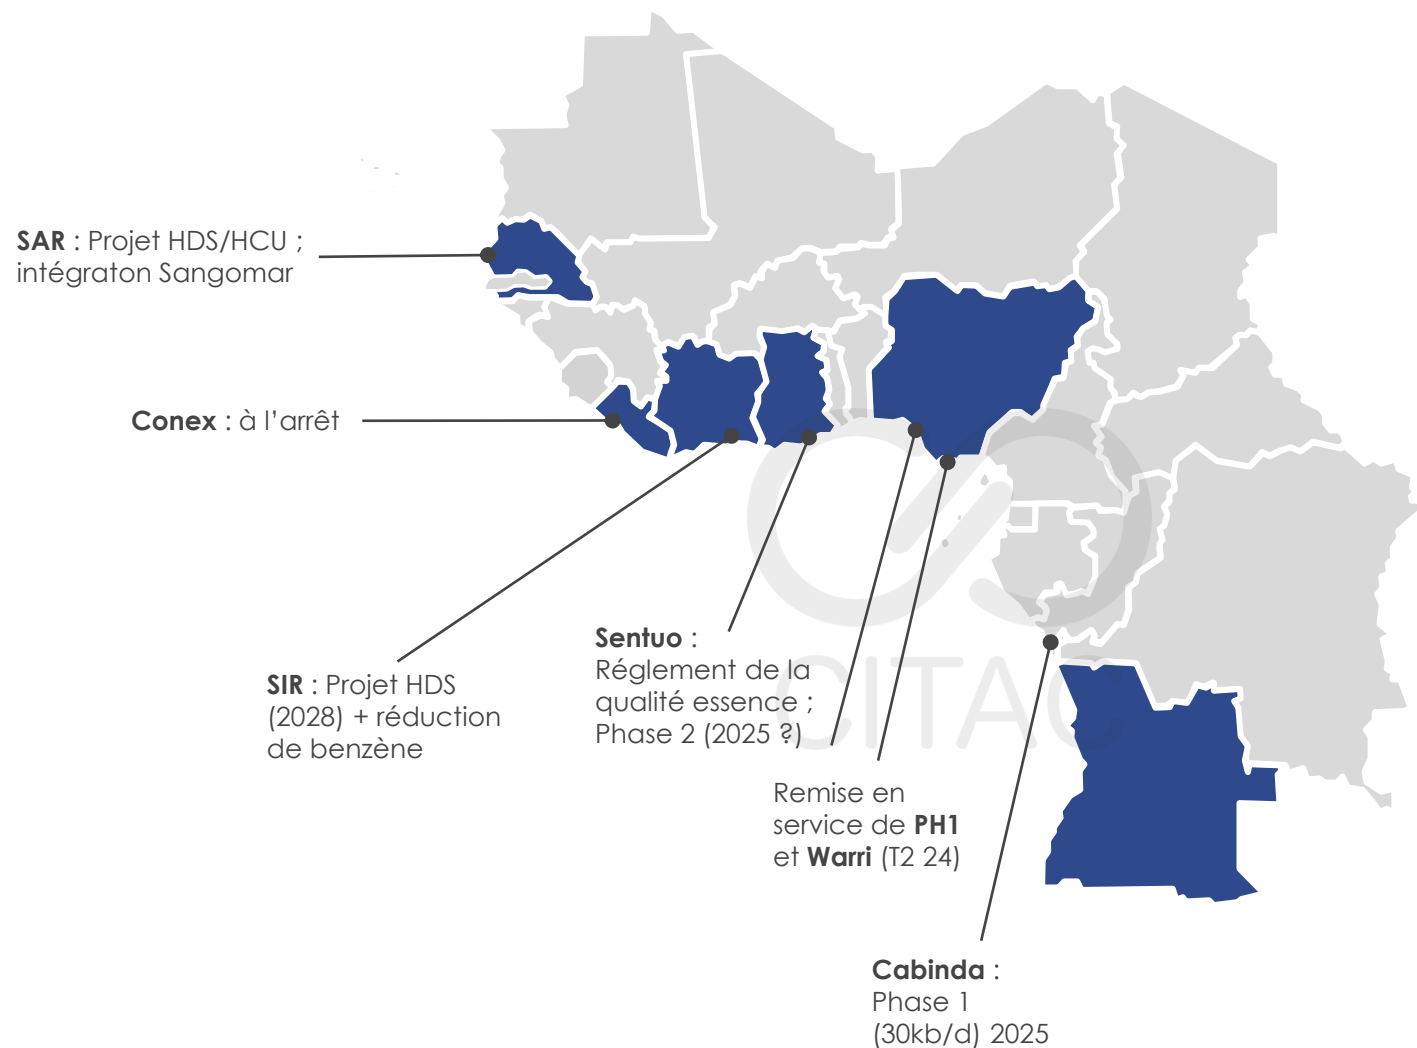 SAR : Projet HDS/HCU ;
intégraton Sangomar
Conex : à l’arrêt
SIR : Projet HDS
(2028) + réduction
de benzène
Sentuo :
Réglement de la
qualité essence ;
Phase 2 (2025 ?)
Remise en
service de PH1
et Warri (T2 24)
Cabinda :
Phase 1
(30kb/d) 2025
CITAC